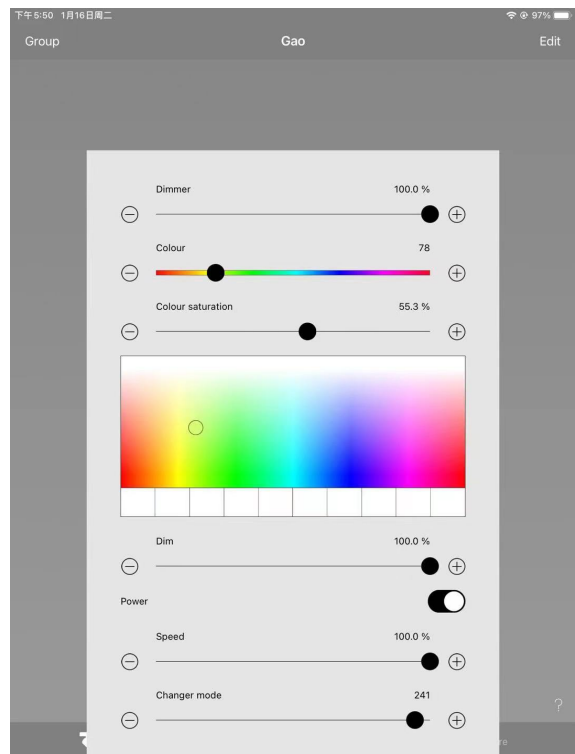 下午5:50 1月16日周二 97%
Group Gao Edit
Dimmer 100.0 %
Colour 78
Colour saturation 55.3 %
Dim 100.0 %
Power
Speed 100.0 %
Changer mode 241
?